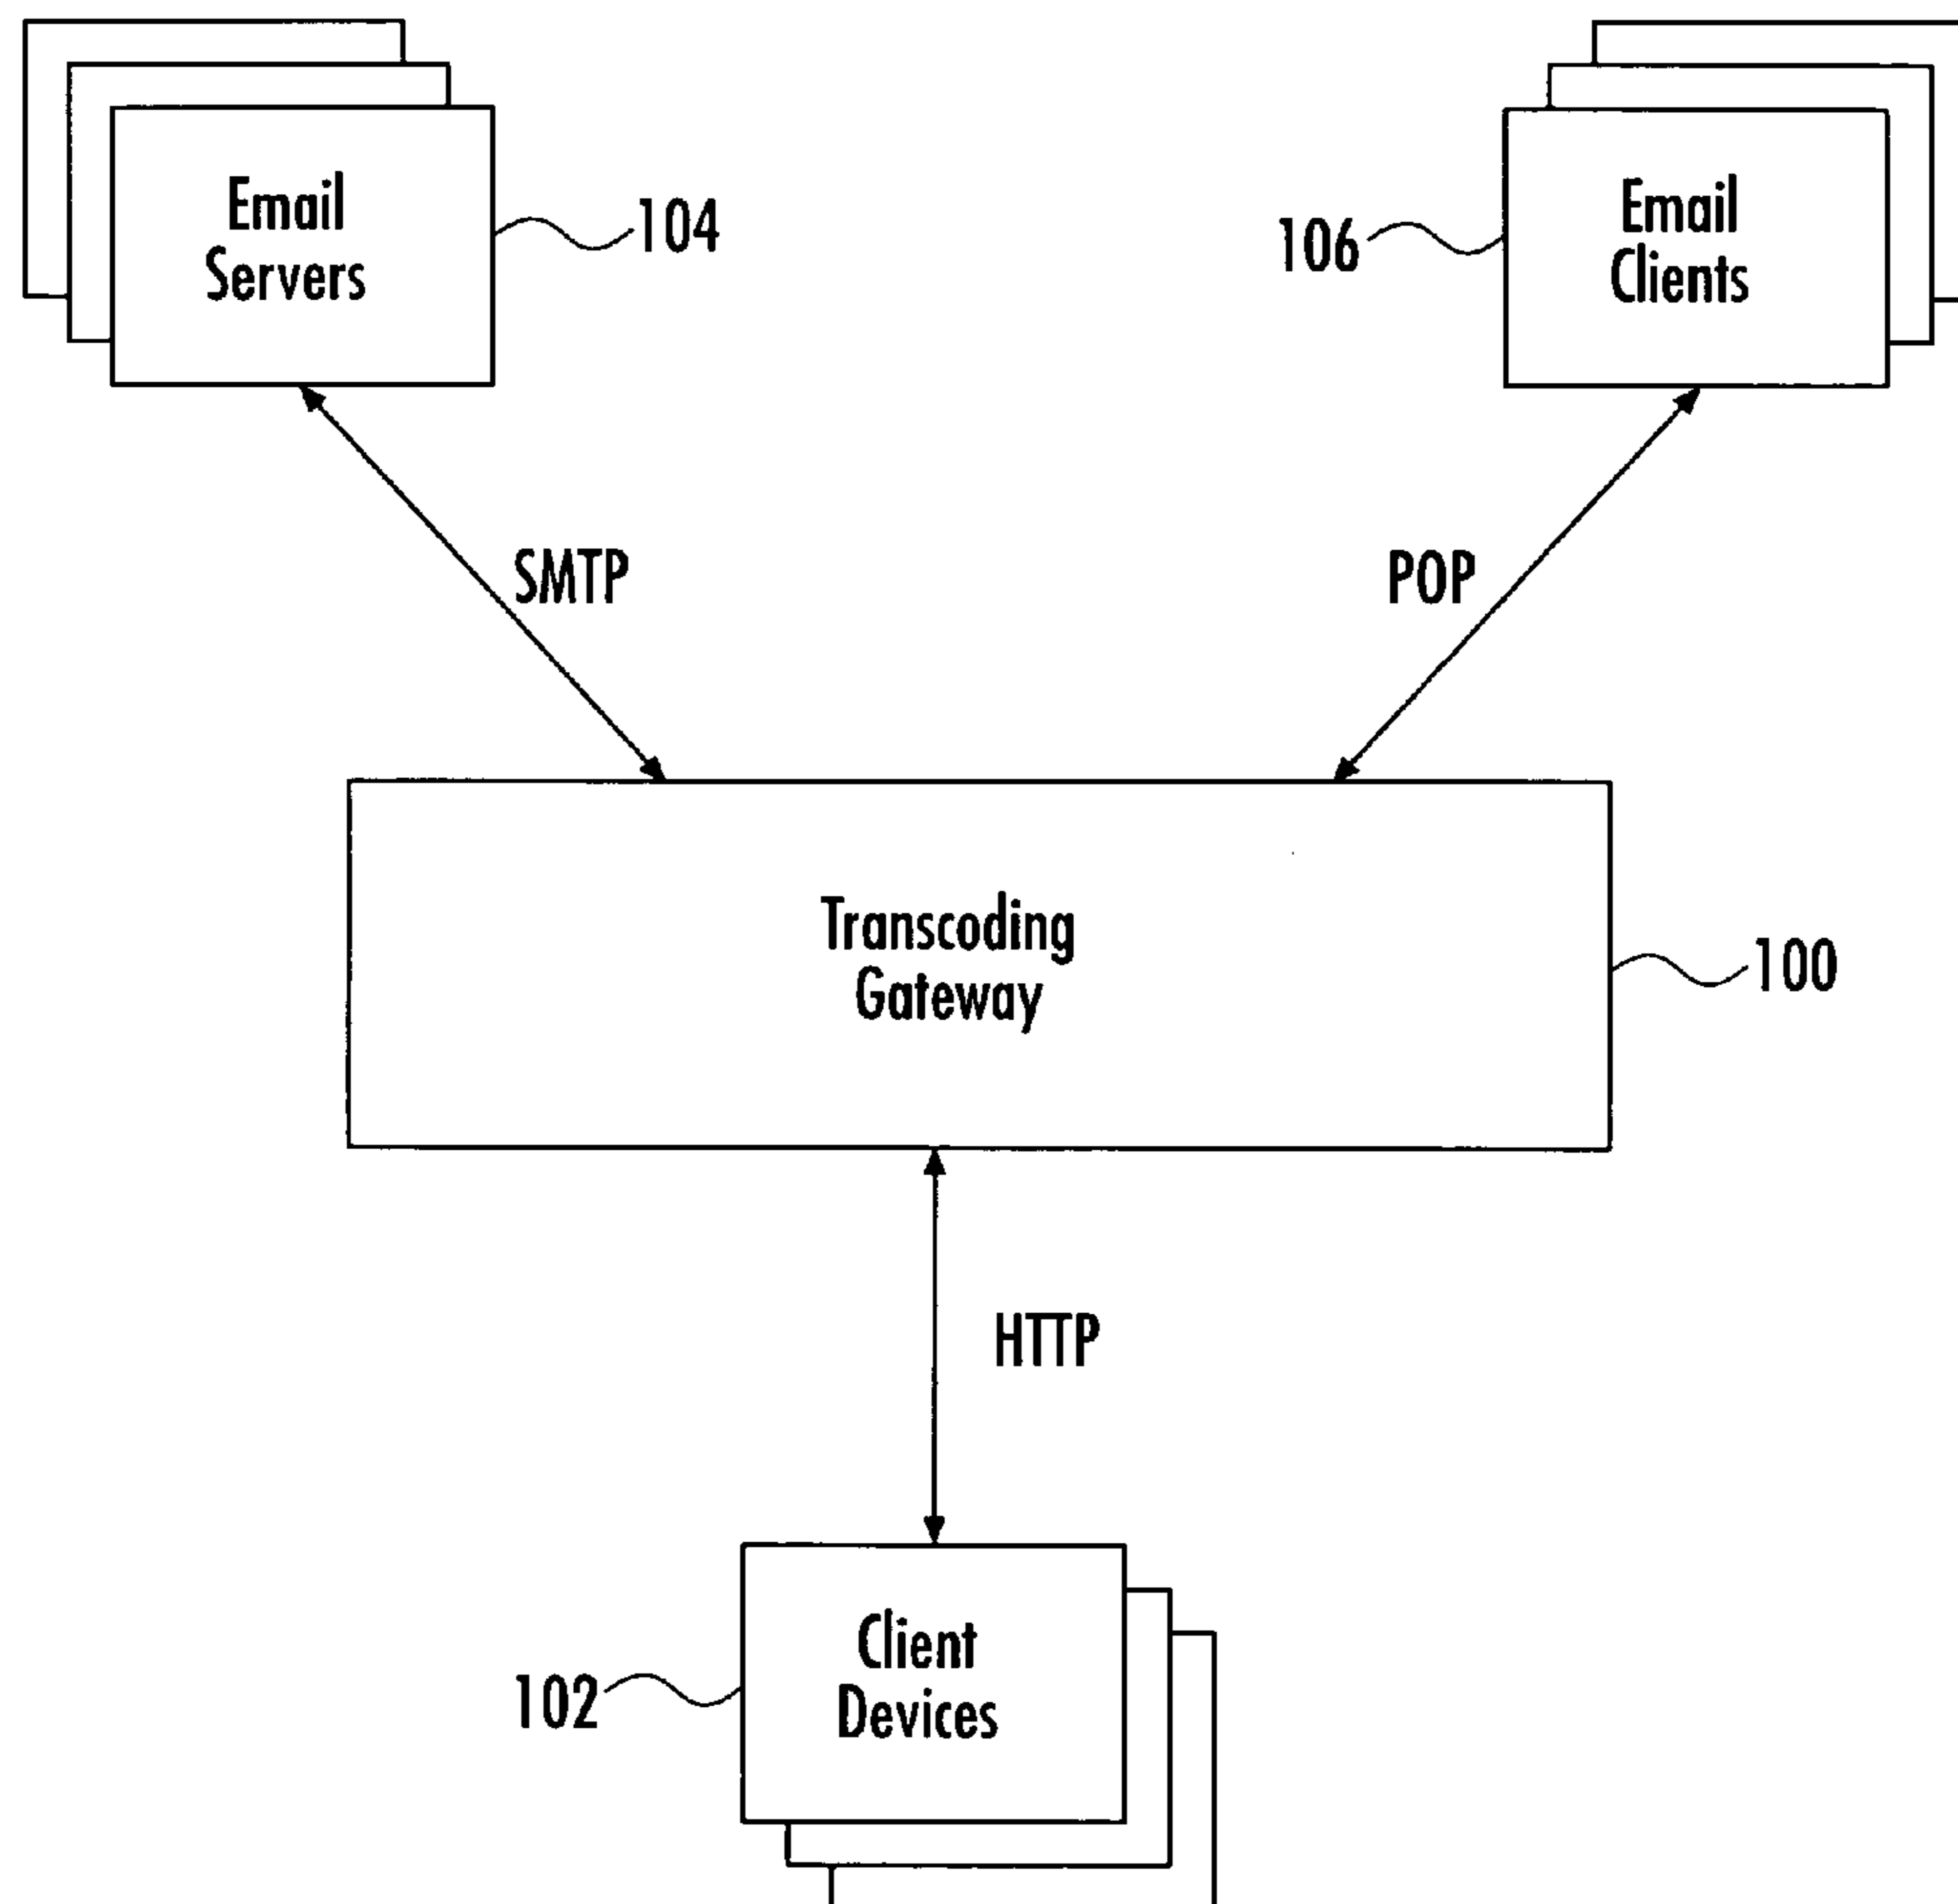 Email
Servers
104
106
Email
Clients
SMTP
POP
Transcoding
Gateway
100
HTTP
Client
Devices
102